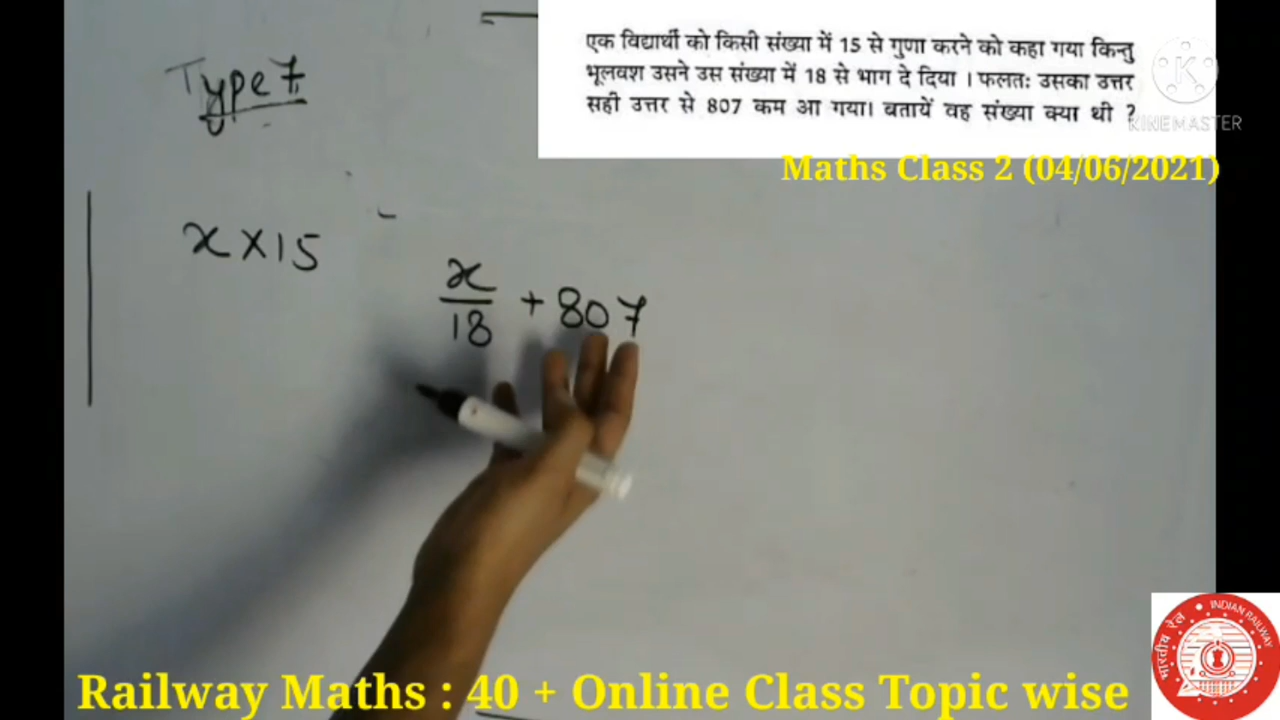 Type 7
एक विद्यार्थी को किसी संख्या में 15 से गुणा करने को कहा गया किन्तु
भूलवश उसने उस संख्या में 18 से भाग दे दिया । फलतः उसका उत्तर
सही उत्तर से 807 कम आ गया। बतायें वह संख्या क्या थी ?
KINEMASTER
Maths Class 2 (04/06/2021)
x × 15
x/18 + 807
Railway Maths : 40 + Online Class Topic wise
भारतीय रेल INDIAN RAILWAY